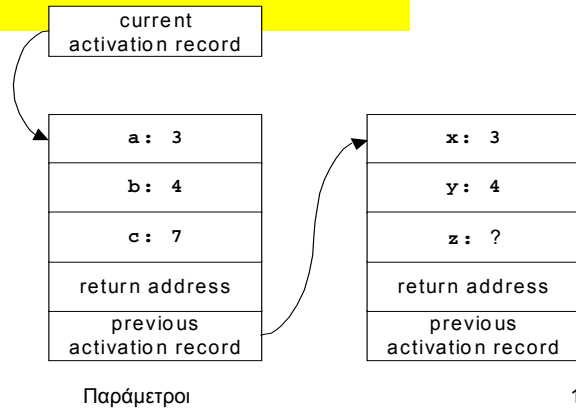 current
activation record
a: 3
b: 4
c: 7
return address
previous
activation record
x: 3
y: 4
z: ?
return address
previous
activation record
Παράμετροι
1